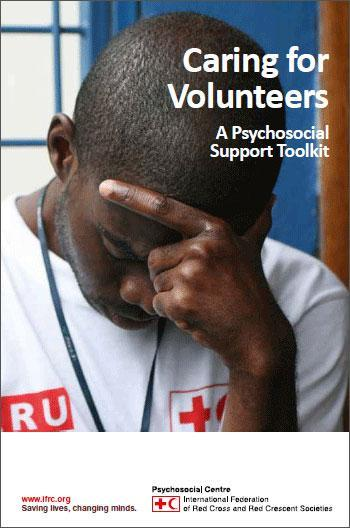 Caring for
Volunteers
A Psychosocial
Support Toolkit
RU
www.ifrc.org
Saving lives, changing minds.
Psychosocial Centre
International Federation
of Red Cross and Red Crescent Societies